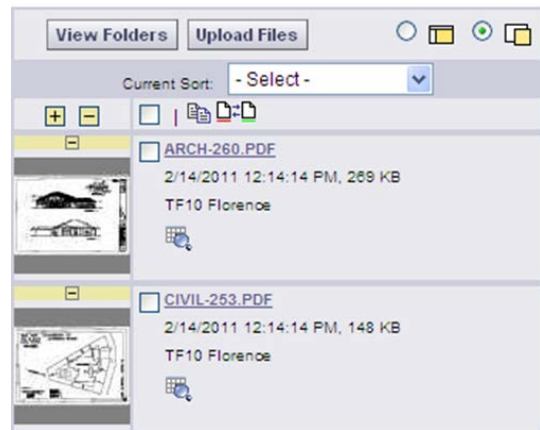 View Folders Upload Files
Current Sort: - Select -
ARCH-260.PDF
2/14/2011 12:14:14 PM, 269 KB
TF10 Florence
CIVIL-253.PDF
2/14/2011 12:14:14 PM, 148 KB
TF10 Florence